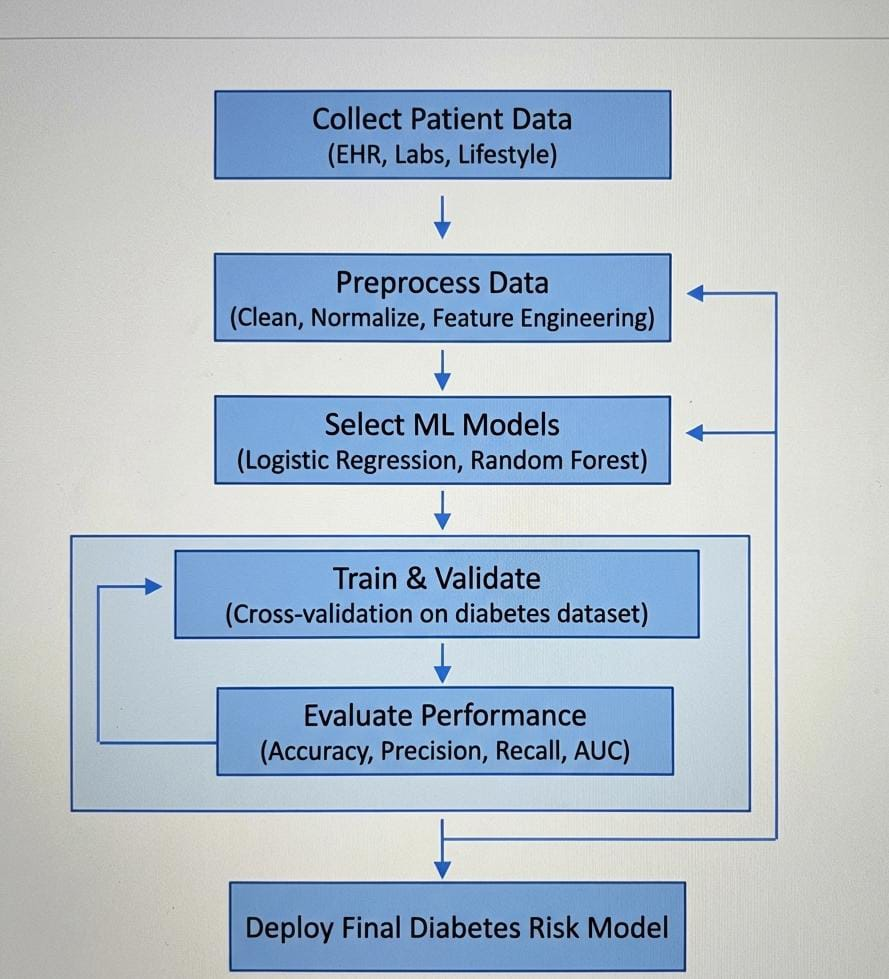 Collect Patient Data
(EHR, Labs, Lifestyle)
Preprocess Data
(Clean, Normalize, Feature Engineering)
Select ML Models
(Logistic Regression, Random Forest)
Train & Validate
(Cross-validation on diabetes dataset)
Evaluate Performance
(Accuracy, Precision, Recall, AUC)
Deploy Final Diabetes Risk Model